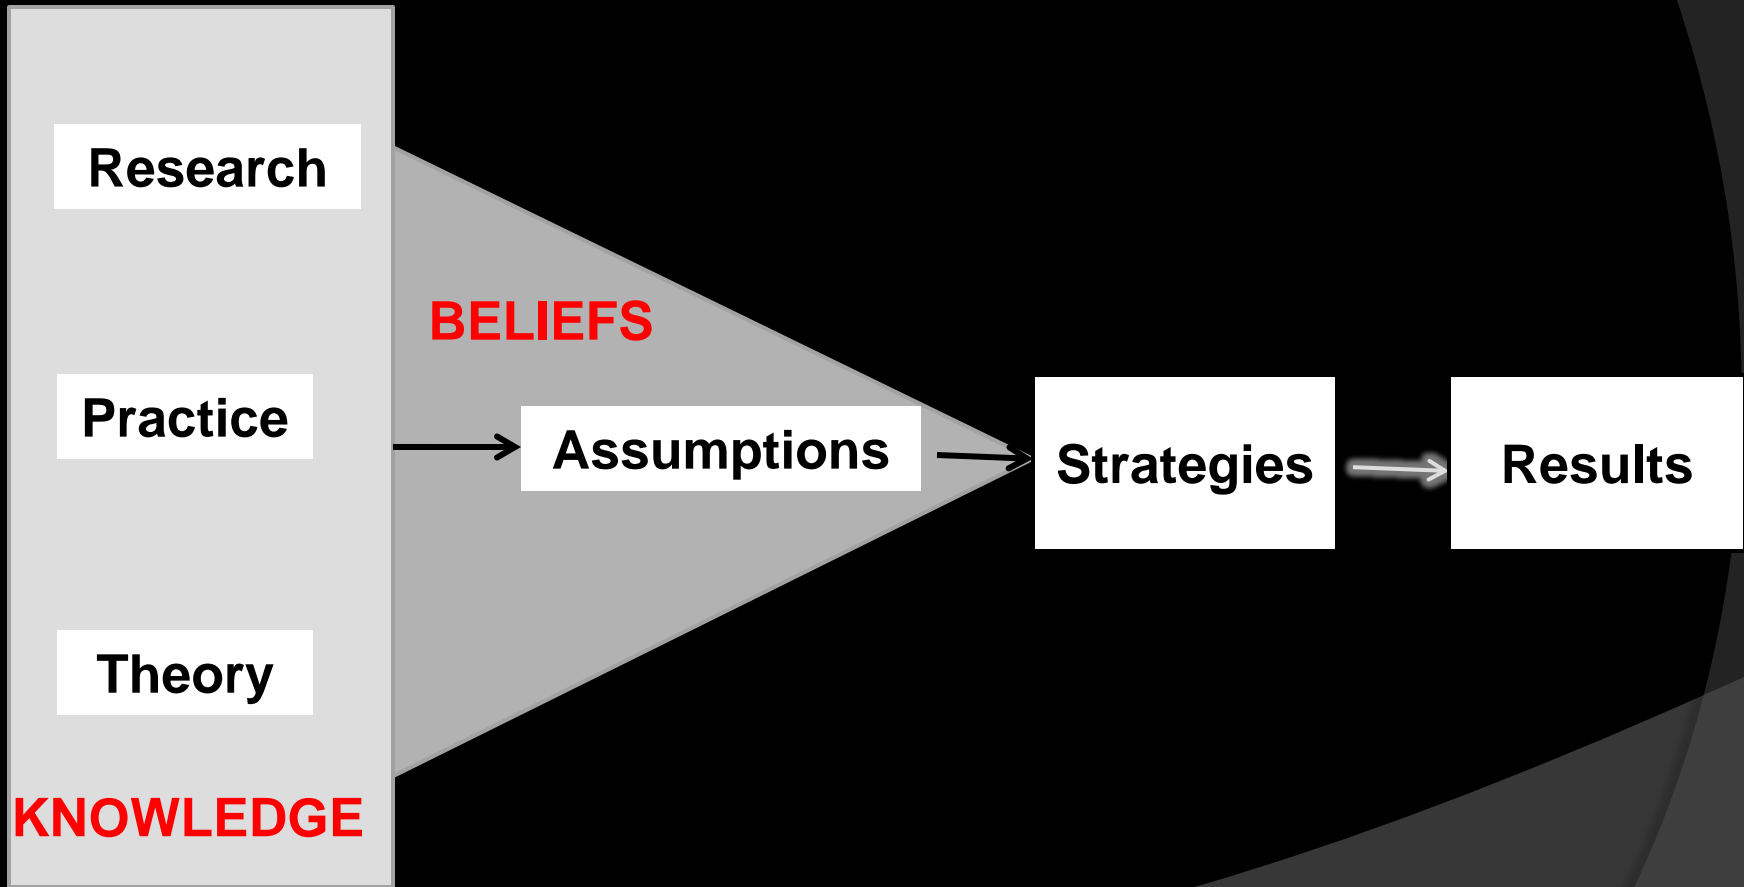 Research
BELIEFS
Practice
Assumptions
Strategies
Results
Theory
KNOWLEDGE